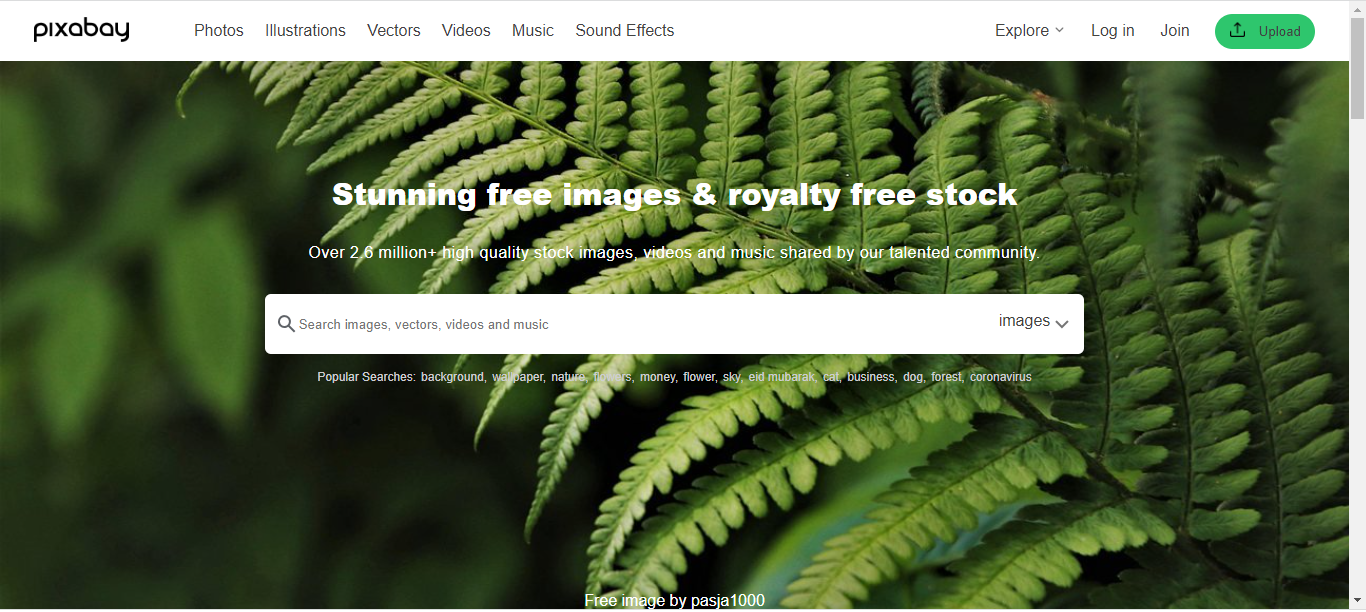 pixabay Photos Illustrations Vectors Videos Music Sound Effects Explore Log in Join Upload
Stunning free images & royalty free stock
Over 2.6 million+ high quality stock images, videos and music shared by our talented community.
Search images, vectors, videos and music images
Popular Searches: background, wallpaper, nature, flowers, money, flower, sky, eid mubarak, cat, business, dog, forest, coronavirus
Free image by pasja1000